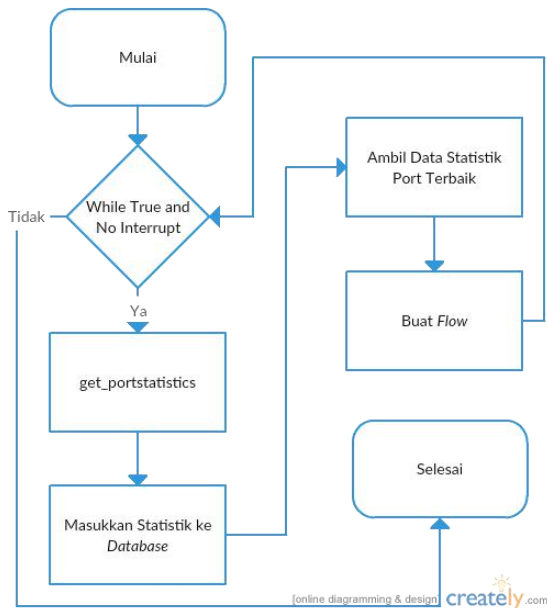 Mulai
While True and
No Interrupt
Tidak
Ya
get_portstatistics
Masukkan Statistik ke
Database
Ambil Data Statistik
Port Terbaik
Buat Flow
Selesai
[online diagramming & design]
creately.com